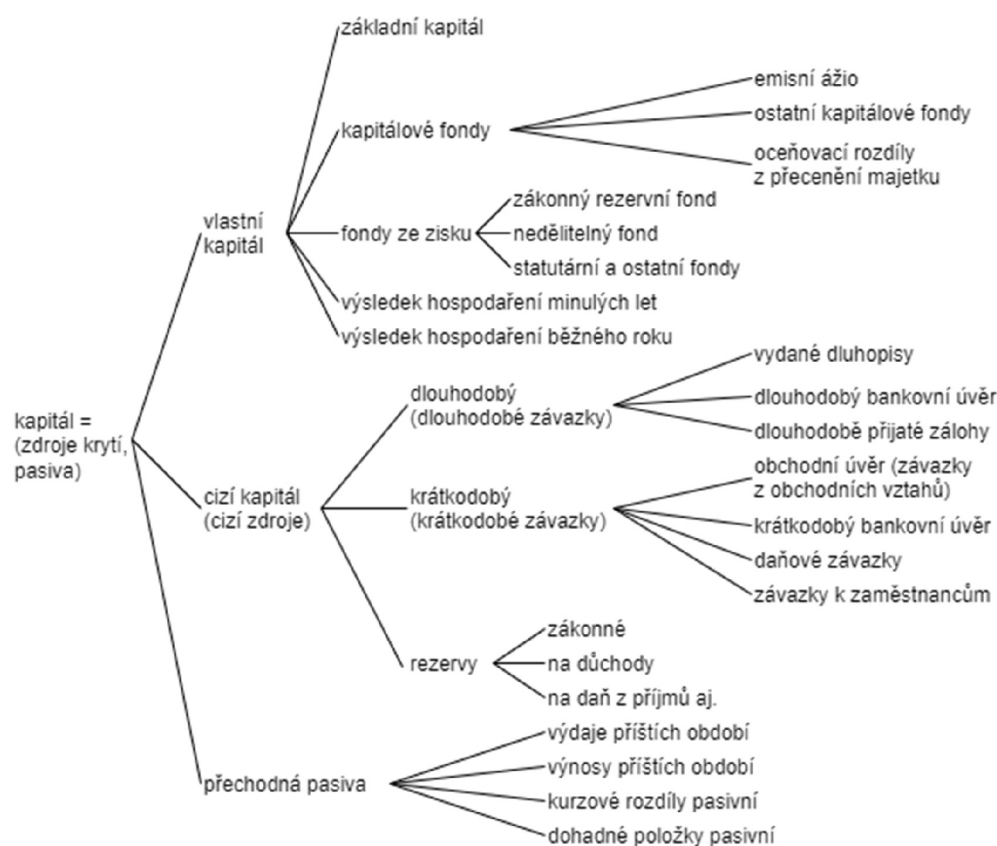 základní kapitál
emisní ážio
ostatní kapitálové fondy
kapitálové fondy
oceňovací rozdíly
z přecenění majetku
zákonný rezervní fond
vlastní
kapitál
fondy ze zisku
nedělitelný fond
statutární a ostatní fondy
výsledek hospodaření minulých let
výsledek hospodaření běžného roku
vydané dluhopisy
dlouhodobý
(dlouhodobé závazky)
dlouhodobý bankovní úvěr
dlouhodobě přijaté zálohy
kapitál =
(zdroje krytí,
pasiva)
obchodní úvěr (závazky
z obchodních vztahů)
cizí kapitál
(cizí zdroje)
krátkodobý
(krátkodobé závazky)
krátkodobý bankovní úvěr
daňové závazky
závazky k zaměstnancům
zákonné
rezervy
na důchody
na daň z příjmů aj.
výdaje příštích období
výnosy příštích období
přechodná pasiva
kurzové rozdíly pasivní
dohadné položky pasivní